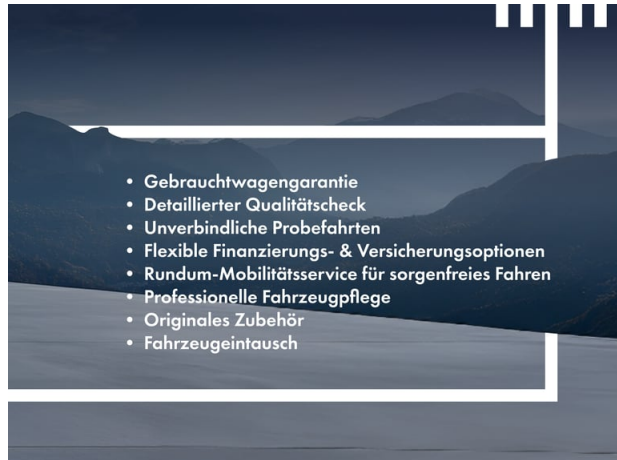 • Gebrauchtwagengarantie
• Detaillierter Qualitätscheck
• Unverbindliche Probefahrten
• Flexible Finanzierungs- & Versicherungsoptionen
• Rundum-Mobilitätsservice für sorgenfreies Fahren
• Professionelle Fahrzeugpflege
• Originales Zubehör
• Fahrzeugeintausch